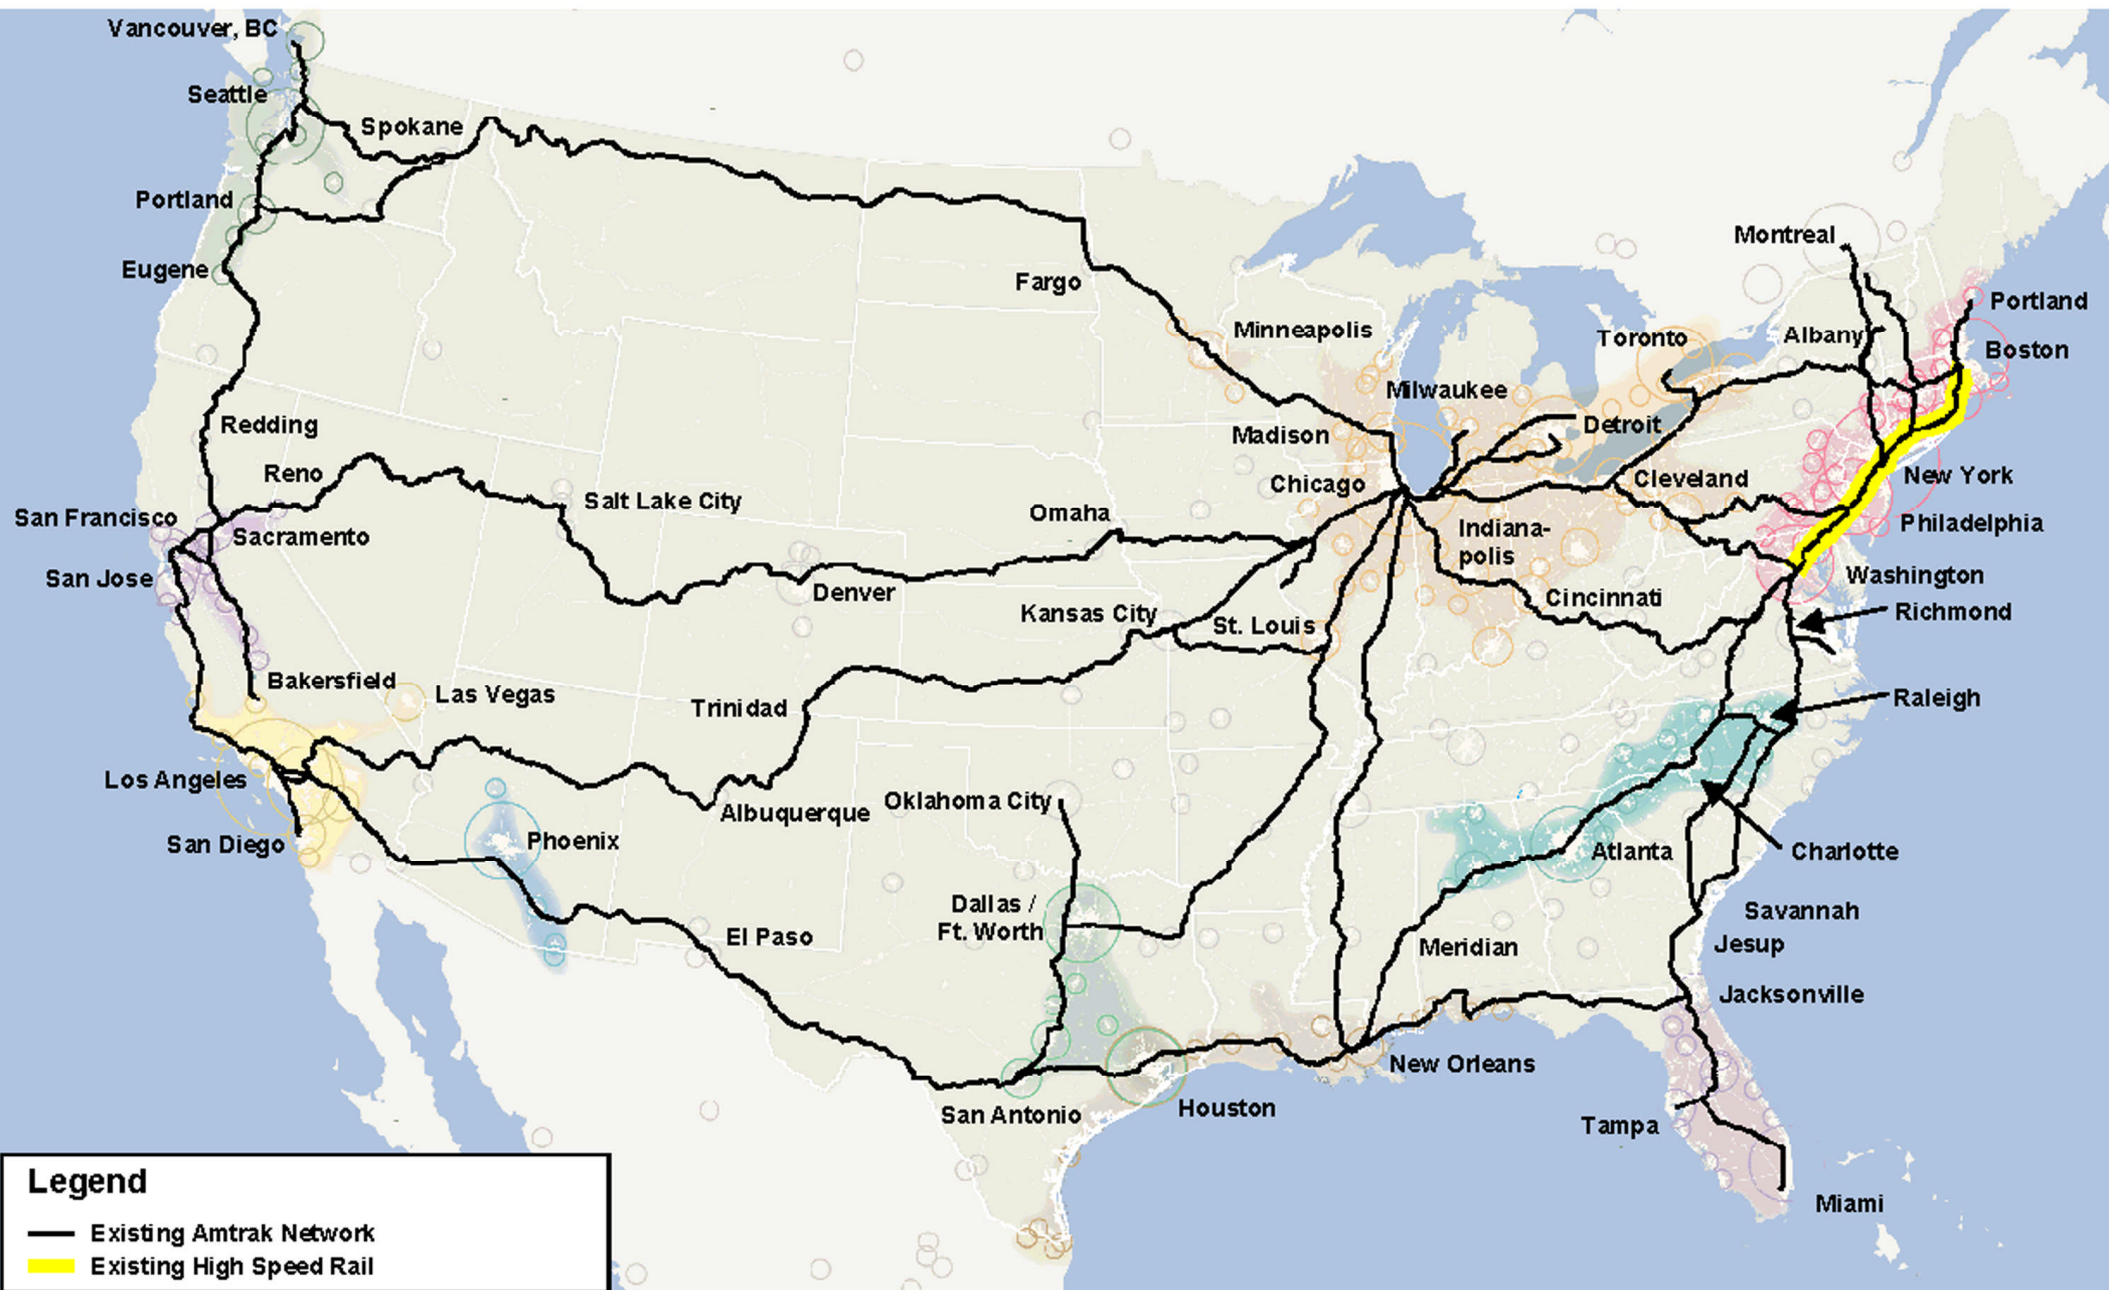 Vancouver, BC
Seattle
Spokane
Portland
Eugene
Fargo
Minneapolis
Montreal
Portland
Toronto
Albany
Boston
Milwaukee
Madison
Detroit
Redding
Reno
Chicago
Cleveland
New York
Salt Lake City
San Francisco
Omaha
Sacramento
Indiana-
polis
Philadelphia
San Jose
Denver
Washington
Kansas City
St. Louis
Cincinnati
Richmond
Bakersfield
Las Vegas
Trinidad
Raleigh
Los Angeles
Albuquerque
Oklahoma City
San Diego
Phoenix
Atlanta
Charlotte
Dallas /
Ft. Worth
El Paso
Meridian
Savannah
Jesup
Jacksonville
New Orleans
San Antonio
Houston
Tampa
Miami
Legend
Existing Amtrak Network
Existing High Speed Rail